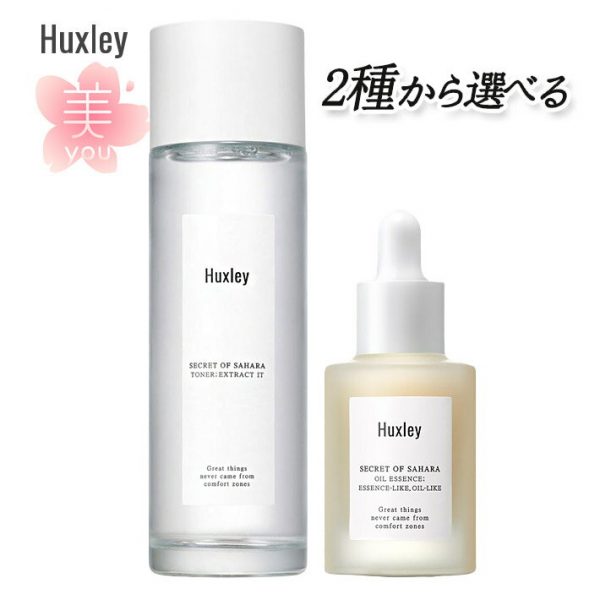 Huxley
美
YOU
2種から選べる
Huxley
SECRET OF SAHARA
TONER;EXTRACT IT
Great things
never came from
comfort zones
Huxley
SECRET OF SAHARA
OIL ESSENCE;
ESSENCE-LIKE, OIL-LIKE
Great things
never came from
comfort zones